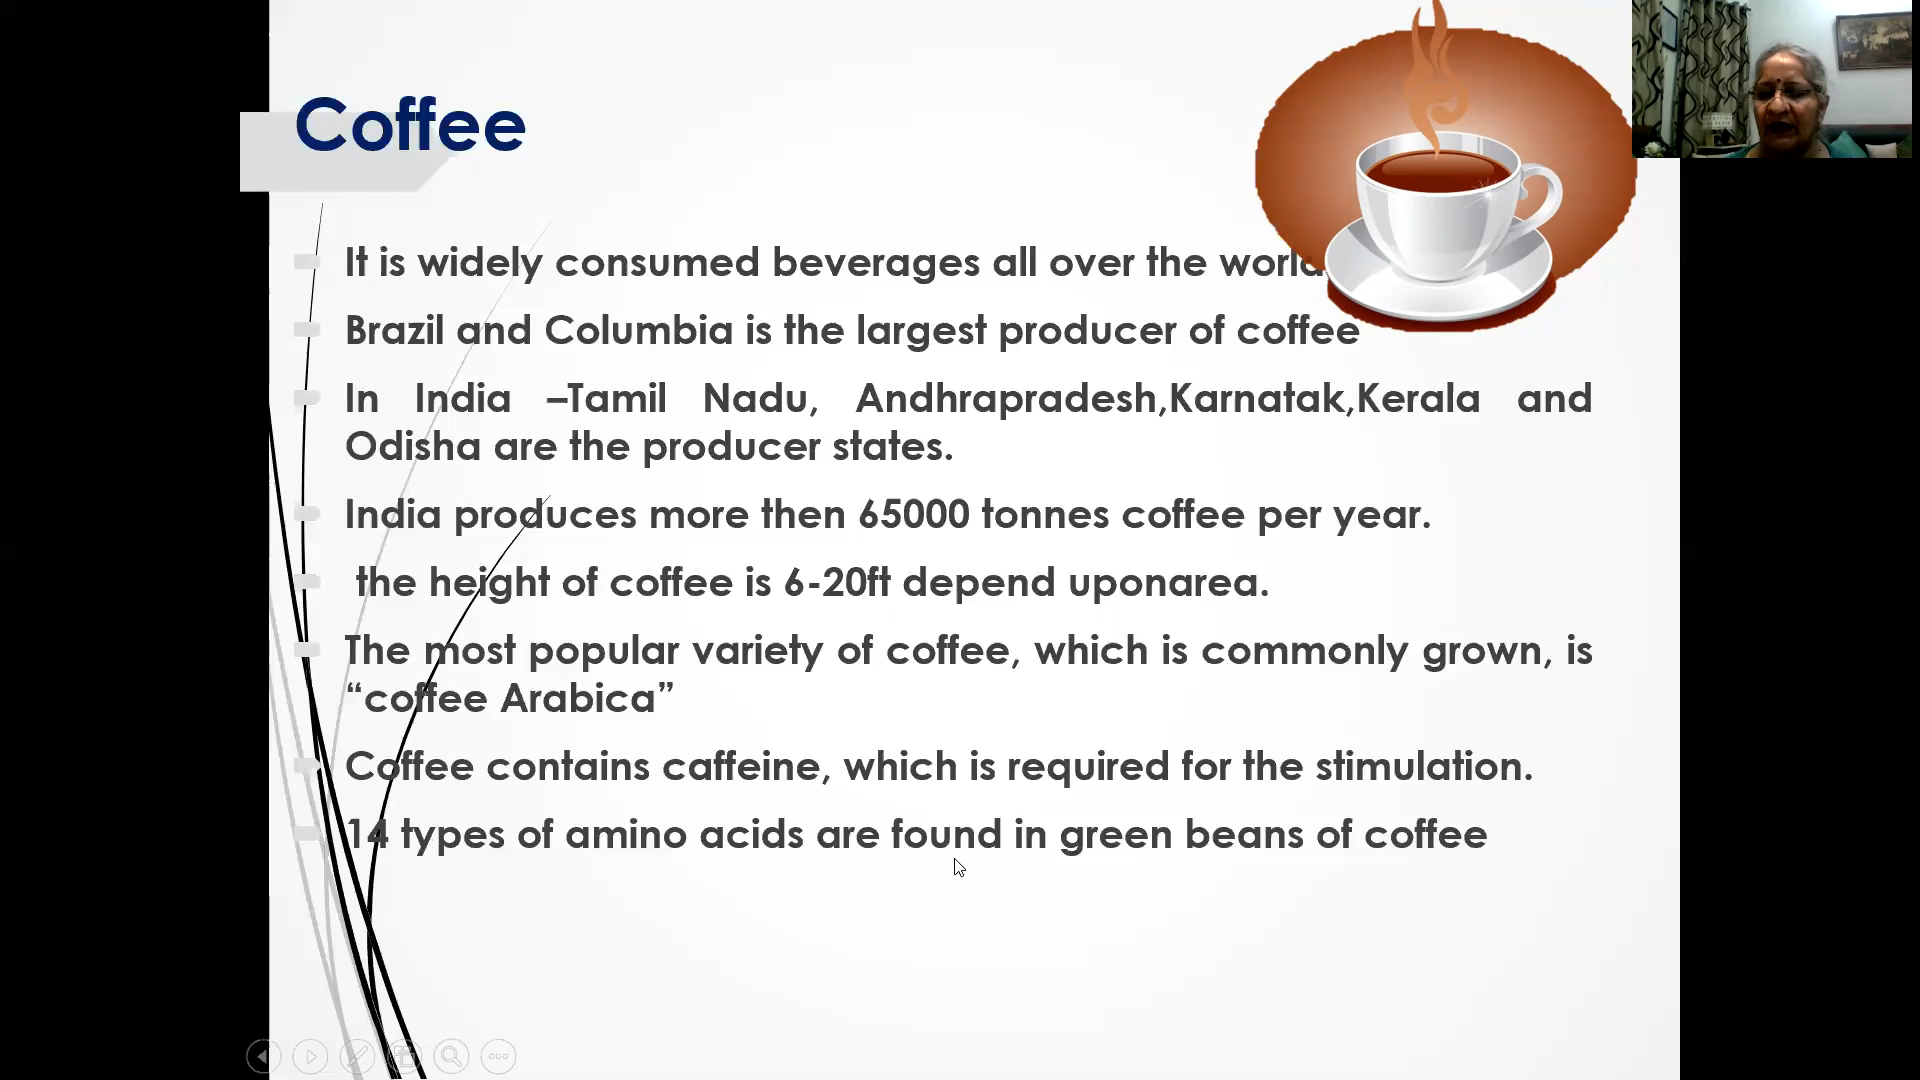 Coffee
It is widely consumed beverages all over the world
Brazil and Columbia is the largest producer of coffee
In India –Tamil Nadu, Andhrapradesh,Karnatak,Kerala and
Odisha are the producer states.
India produces more then 65000 tonnes coffee per year.
the height of coffee is 6-20ft depend uponarea.
The most popular variety of coffee, which is commonly grown, is
“coffee Arabica”
Coffee contains caffeine, which is required for the stimulation.
14 types of amino acids are found in green beans of coffee